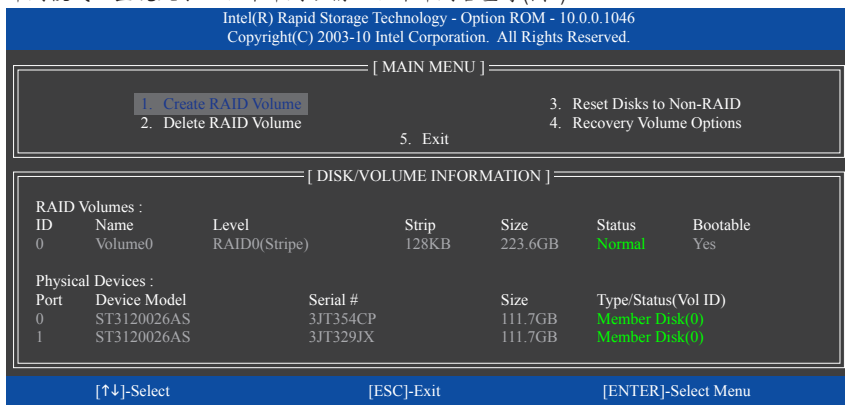 Intel(R) Rapid Storage Technology - Option ROM - 10.0.0.1046
Copyright(C) 2003-10 Intel Corporation. All Rights Reserved.
[ MAIN MENU ]
1. Create RAID Volume 3. Reset Disks to Non-RAID
2. Delete RAID Volume 4. Recovery Volume Options
5. Exit
[ DISK/VOLUME INFORMATION ]
RAID Volumes :
ID Name Level Strip Size Status Bootable
0 Volume0 RAID0(Stripe) 128KB 223.6GB Normal Yes
Physical Devices :
Port Device Model Serial # Size Type/Status(Vol ID)
0 ST3120026AS 3JT354CP 111.7GB Member Disk(0)
1 ST3120026AS 3JT329JX 111.7GB Member Disk(0)
[↑↓]-Select [ESC]-Exit [ENTER]-Select Menu